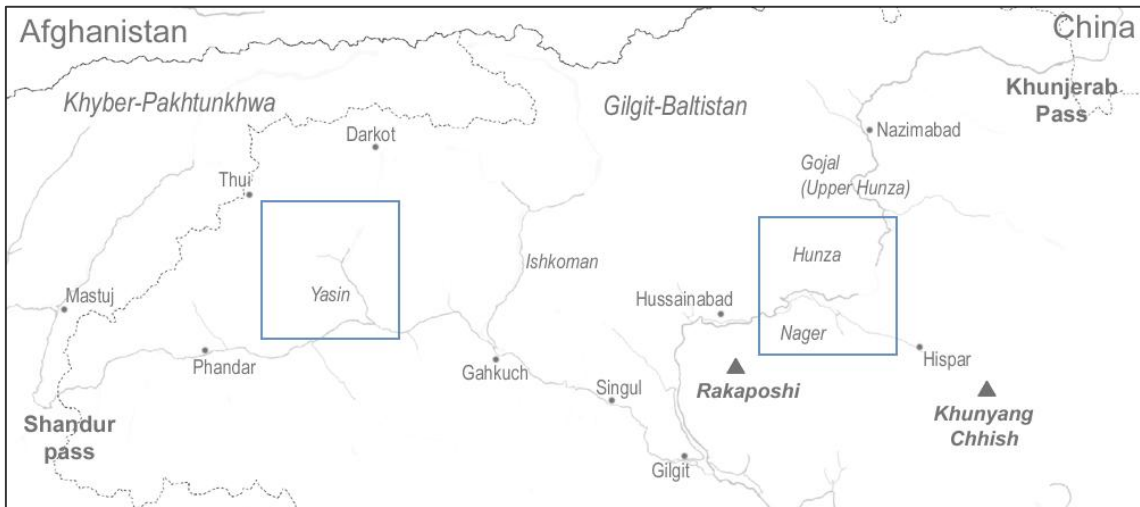 Afghanistan
China
Khyber-Pakhtunkhwa
Gilgit-Baltistan
Khunjerab
Pass
Darkot
Nazimabad
Thui
Gojal
(Upper Hunza)
Ishkoman
Hunza
Mastuj
Yasin
Hussainabad
Nager
Phandar
Gahkuch
Hispar
Singul
Rakaposhi
Shandur
pass
Khunyang
Chhish
Gilgit